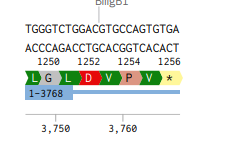 TGGGTCTGGACGTGCCAGTGTGA
ACCCAGACCTGCACGGTCACACT
1250 1252 1254 1256
L G L D V P V *
1-3768
3,750 3,760